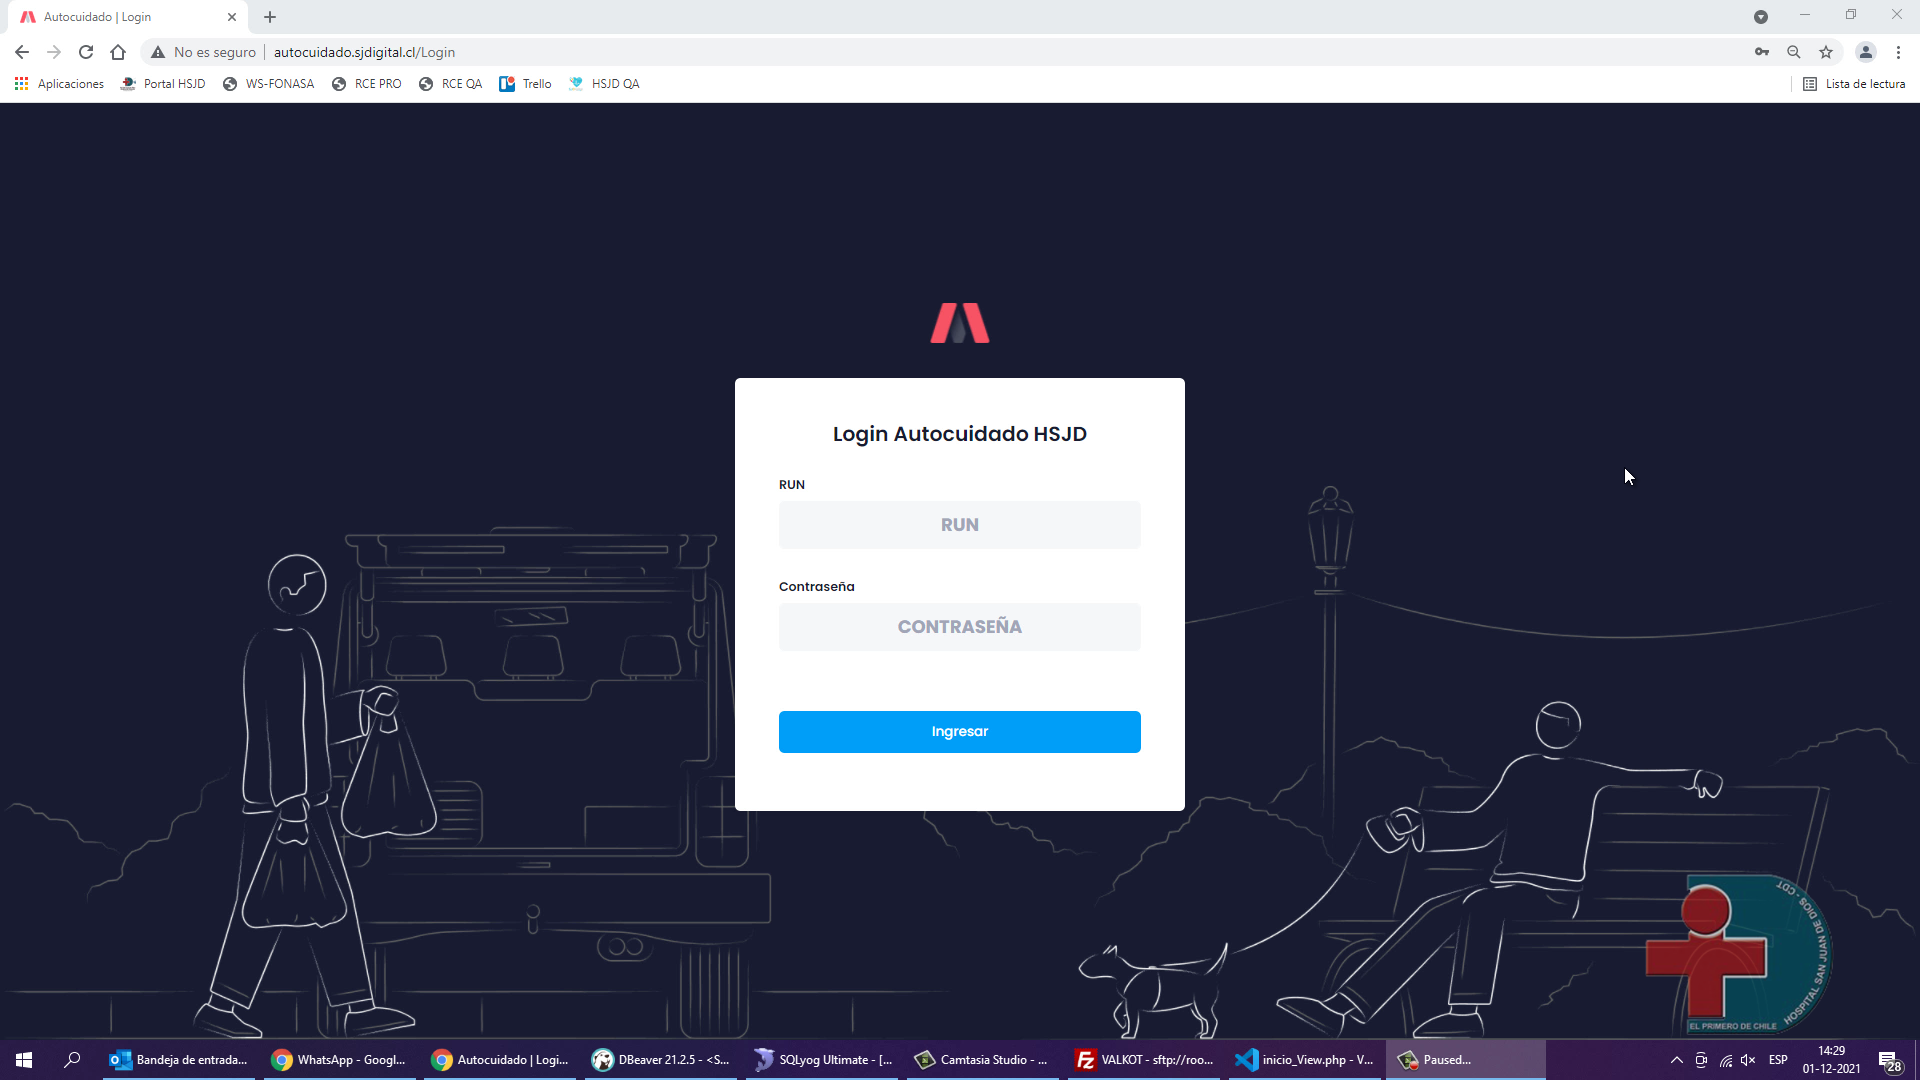 Autocuidado | Login
No es seguro | autocuidado.sjdigital.cl/Login
Aplicaciones Portal HSJD WS-FONASA RCE PRO RCE QA Trello HSJD QA Lista de lectura
Login Autocuidado HSJD
RUN
RUN
Contraseña
CONTRASEÑA
Ingresar
CDT - HOSPITAL SAN JUAN DE DIOS
EL PRIMERO DE CHILE
Bandeja de entrada... WhatsApp - Googl... Autocuidado | Logi... DBeaver 21.2.5 - <S... SQLyog Ultimate - [... Camtasia Studio - ... VALKOT - sftp://roo... inicio_View.php - V... Paused... ESP 14:29
01-12-2021
28